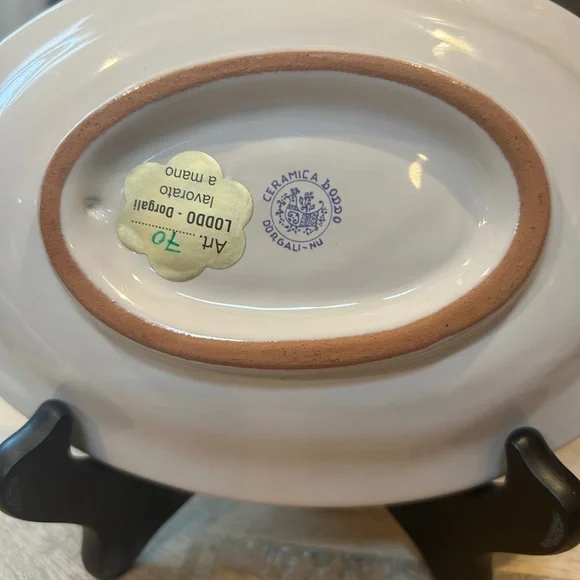 Art. 70
LODDO - Dorgali
lavorato
a mano
CERAMICA LODDO
DORGALI - NU